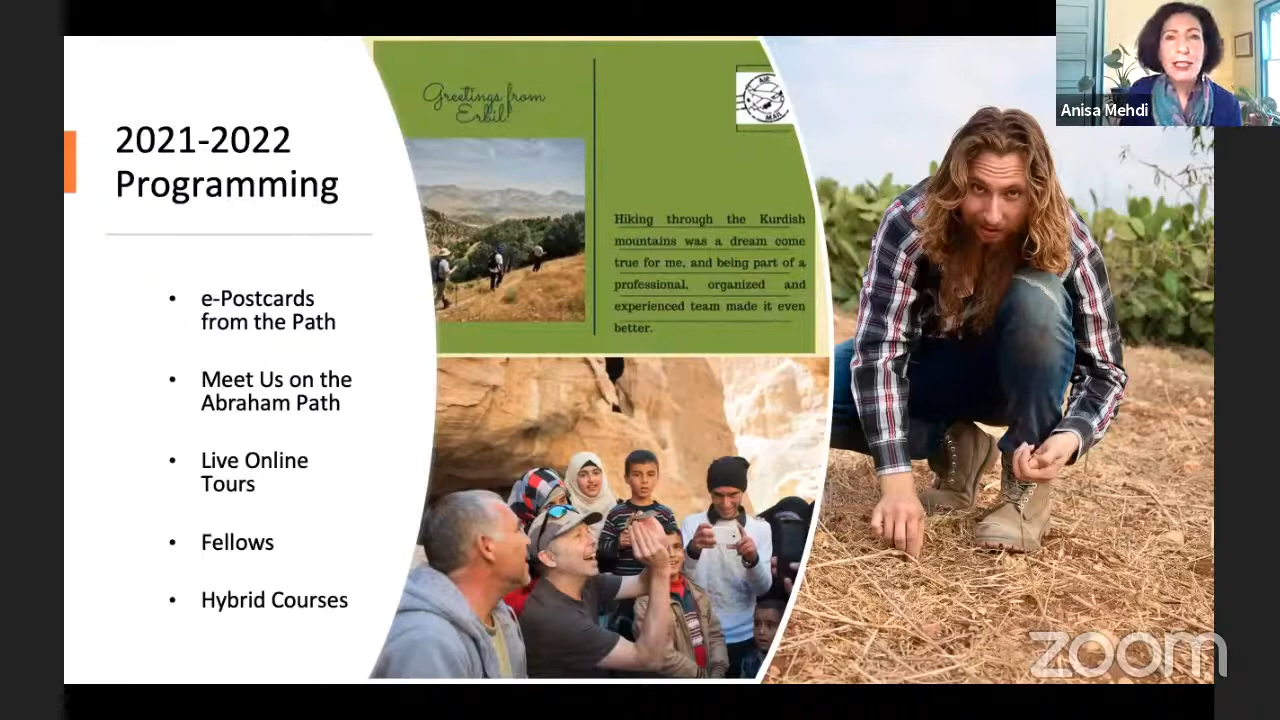 2021-2022
Programming
• e-Postcards
from the Path
• Meet Us on the
Abraham Path
• Live Online
Tours
• Fellows
• Hybrid Courses
Greetings from
Erbil!
AIR
MAIL
Hiking through the Kurdish
mountains was a dream come
true for me, and being part of a
professional, organized and
experienced team made it even
better.
Anisa Mehdi
zoom